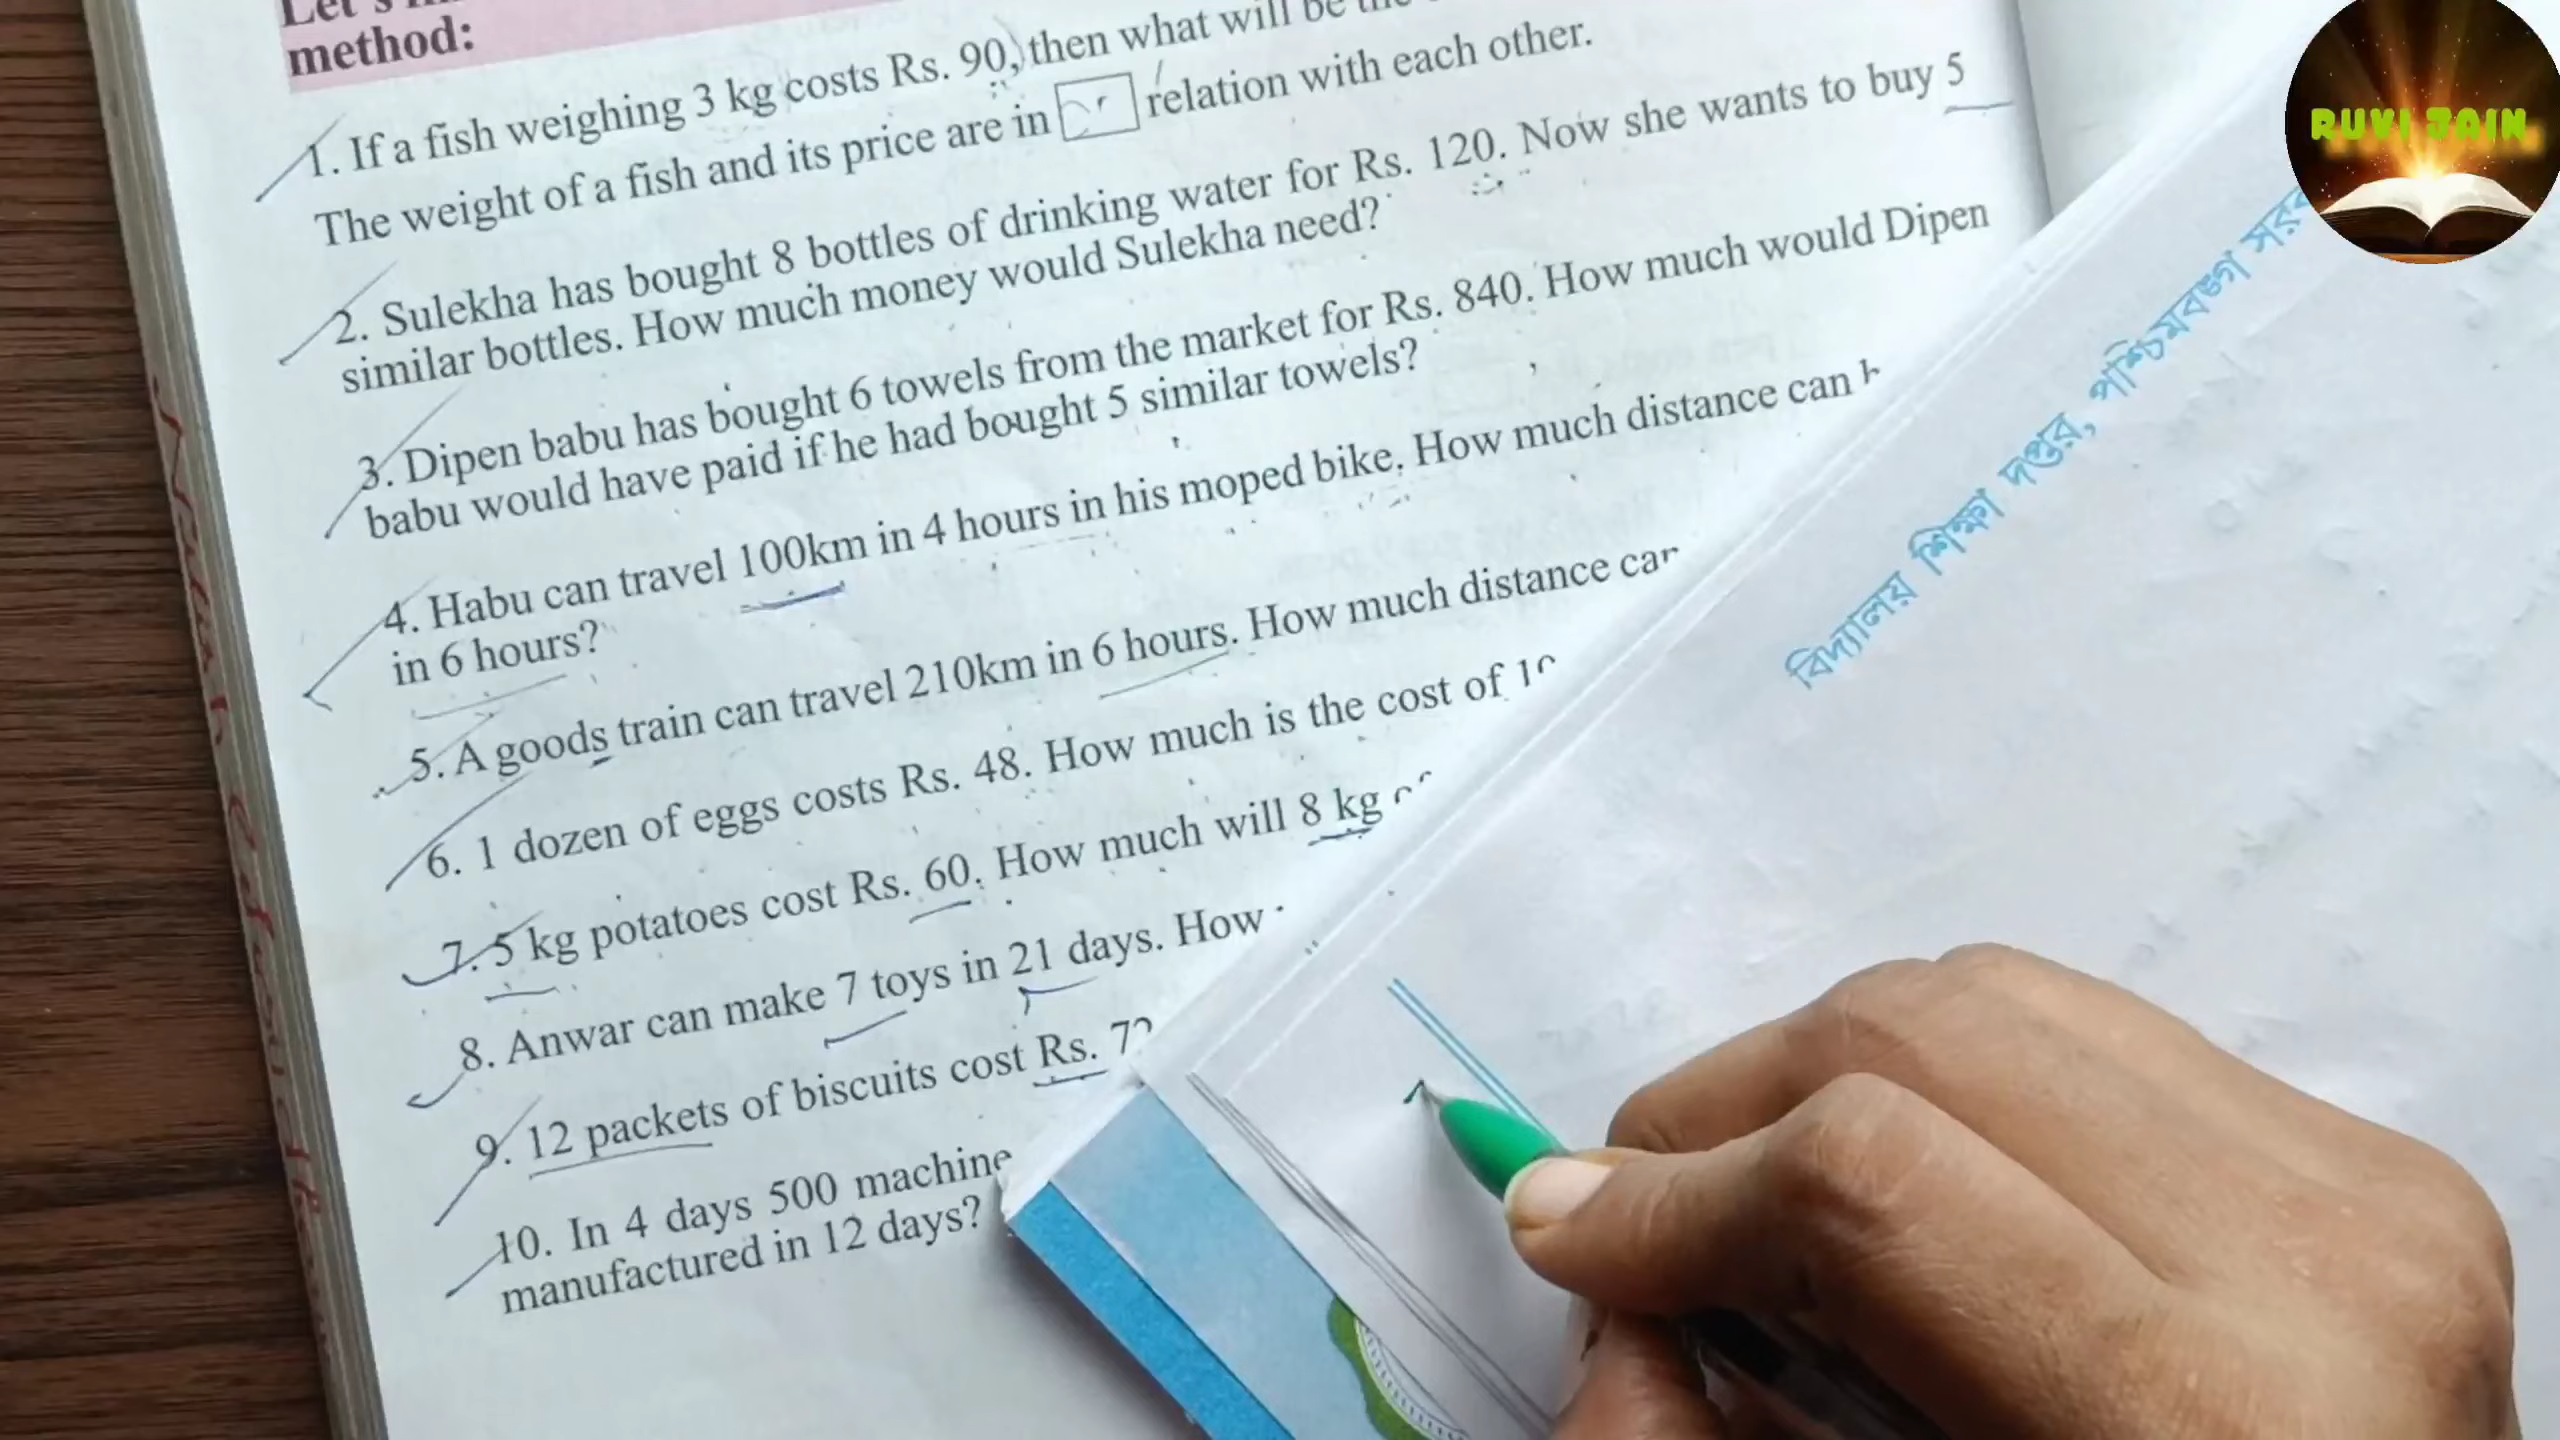 method:
1. If a fish weighing 3 kg costs Rs. 90, then what will be the
The weight of a fish and its price are in relation with each other.
2. Sulekha has bought 8 bottles of drinking water for Rs. 120. Now she wants to buy 5
similar bottles. How much money would Sulekha need?
3. Dipen babu has bought 6 towels from the market for Rs. 840. How much would Dipen
babu would have paid if he had bought 5 similar towels?
4. Habu can travel 100km in 4 hours in his moped bike. How much distance can
in 6 hours?
5. A goods train can travel 210km in 6 hours. How much distance can
6. 1 dozen of eggs costs Rs. 48. How much is the cost of
7. 5 kg potatoes cost Rs. 60. How much will 8 kg
8. Anwar can make 7 toys in 21 days. How
9. 12 packets of biscuits cost Rs.
10. In 4 days 500 machine
manufactured in 12 days?
বিদ্যালয় শিক্ষা দপ্তর, পশ্চিমবঙ্গ
RUVI JAIN